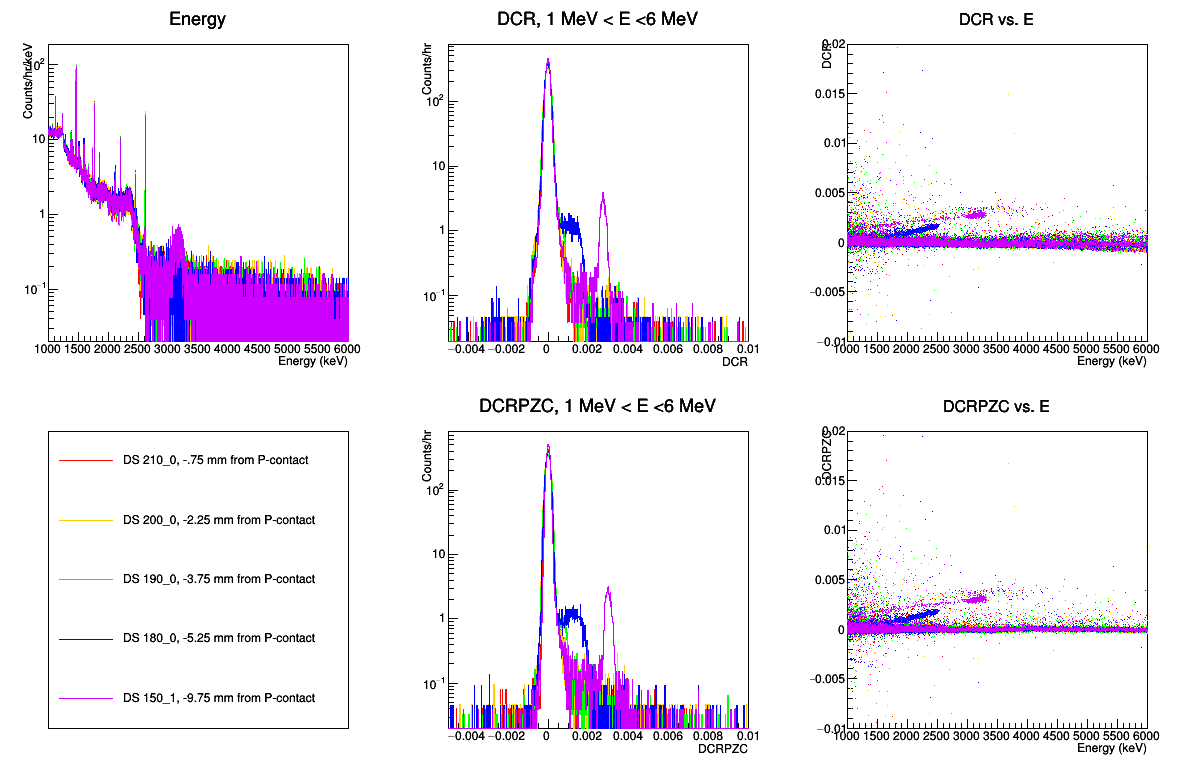 Energy
Counts/hr/keV
10²
10
1
10⁻¹
1000 1500 2000 2500 3000 3500 4000 4500 5000 5500 6000
Energy (keV)
DCR, 1 MeV < E <6 MeV
Counts/hr
10²
10
1
10⁻¹
−0.004 −0.002 0 0.002 0.004 0.006 0.008 0.01
DCR
DCR vs. E
DCR
0.02
0.015
0.01
0.005
0
−0.005
−0.01
1000 1500 2000 2500 3000 3500 4000 4500 5000 5500 6000
Energy (keV)
DS 210_0, -.75 mm from P-contact
DS 200_0, -2.25 mm from P-contact
DS 190_0, -3.75 mm from P-contact
DS 180_0, -5.25 mm from P-contact
DS 150_1, -9.75 mm from P-contact
DCRPZC, 1 MeV < E <6 MeV
Counts/hr
10²
10
1
10⁻¹
−0.004 −0.002 0 0.002 0.004 0.006 0.008 0.01
DCRPZC
DCRPZC vs. E
DCRPZC
0.02
0.015
0.01
0.005
0
−0.005
−0.01
1000 1500 2000 2500 3000 3500 4000 4500 5000 5500 6000
Energy (keV)